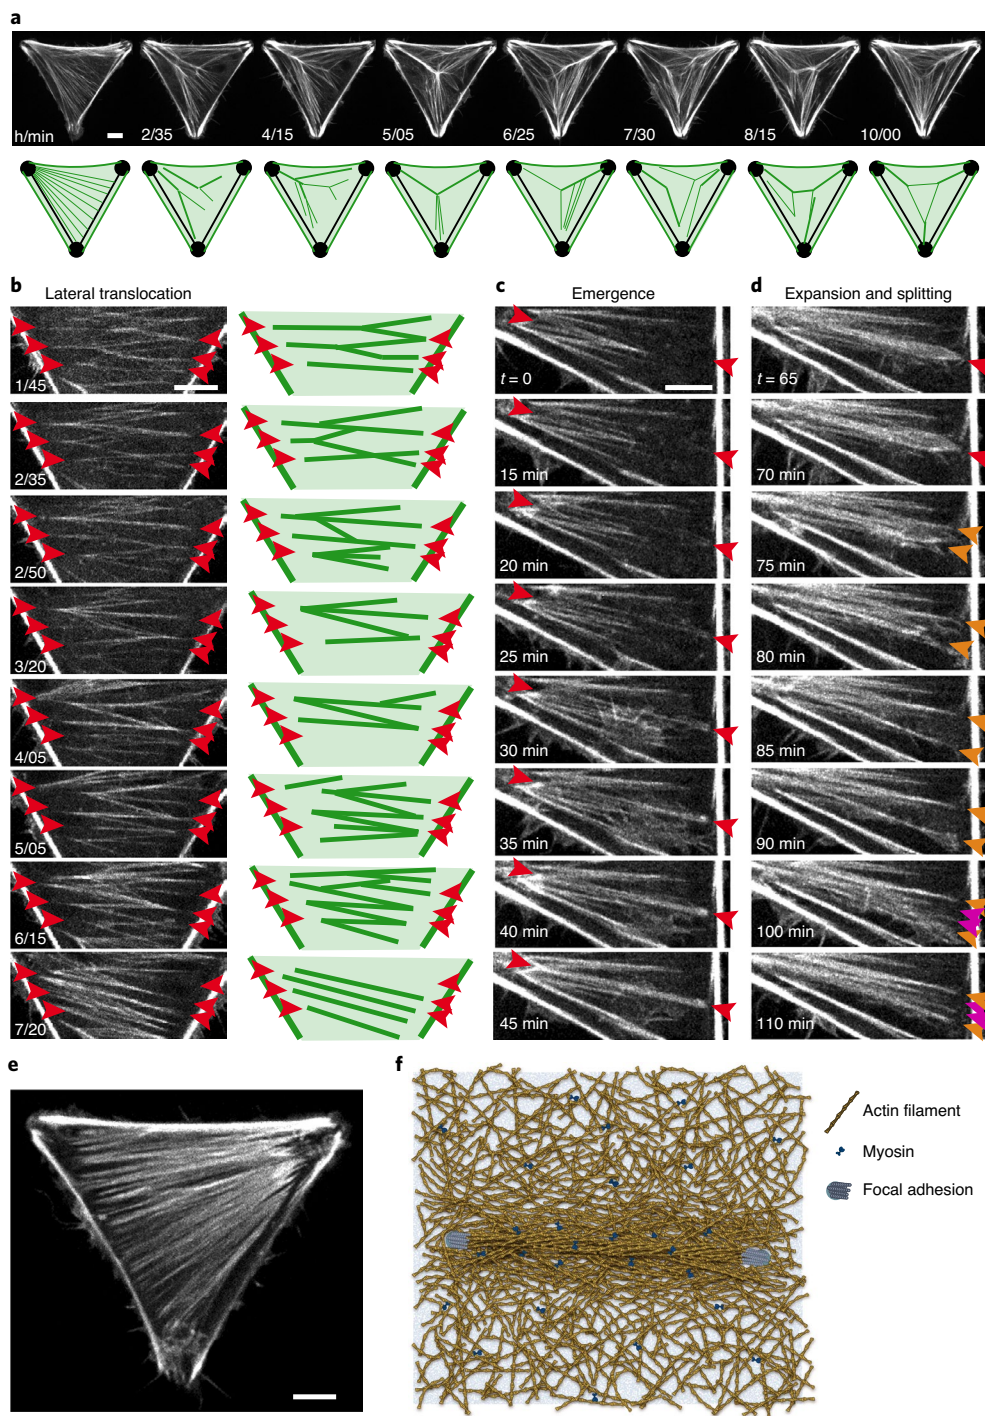 a
h/min
2/35
4/15
5/05
6/25
7/30
8/15
10/00
b
Lateral translocation
1/45
2/35
2/50
3/20
4/05
5/05
6/15
7/20
c
Emergence
t = 0
15 min
20 min
25 min
30 min
35 min
40 min
45 min
d
Expansion and splitting
t = 65
70 min
75 min
80 min
85 min
90 min
100 min
110 min
e
f
Actin filament
Myosin
Focal adhesion